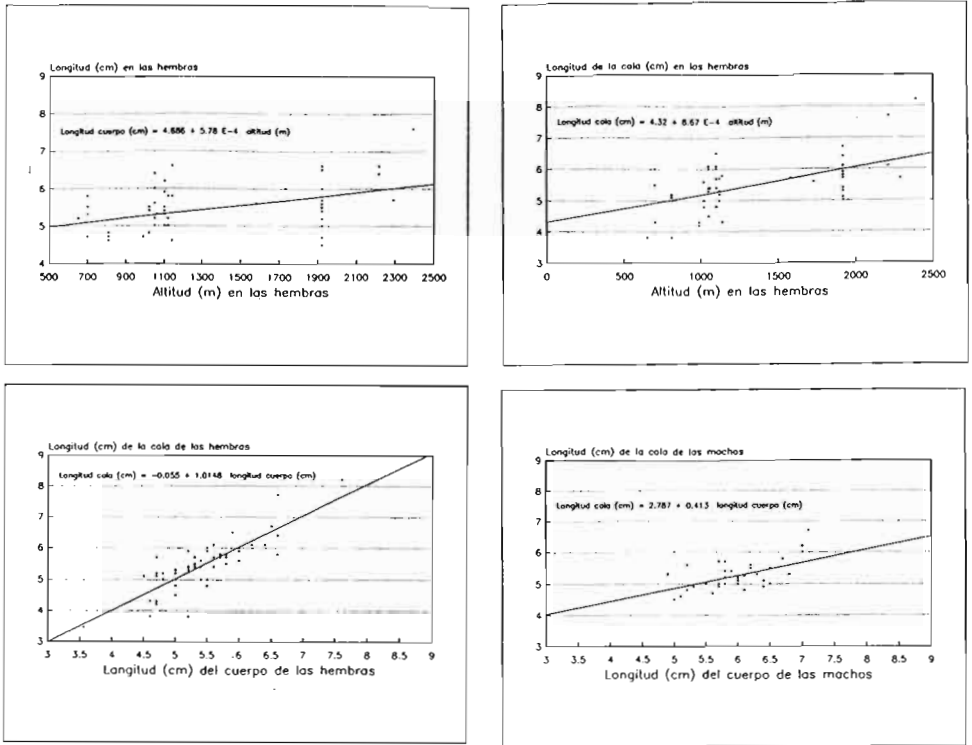 Longitud (cm) en las hembras
9
8
Longitud cuerpo (cm) = 4.686 + 5.78 E-4 altitud (m)
7
6
5
4
500 700 900 1100 1300 1500 1700 1900 2100 2300 2500
Altitud (m) en las hembras
Longitud de la cola (cm) en las hembras
9
8
Longitud cola (cm) = 4.32 + 8.67 E-4 altitud (m)
7
6
5
4
3
0 500 1000 1500 2000 2500
Altitud (m) en las hembras
Longitud (cm) de la cola de las hembras
9
Longitud cola (cm) = -0.055 + 1.0148 longitud cuerpo (cm)
8
7
6
5
4
3
3 3.5 4 4.5 5 5.5 6 6.5 7 7.5 8 8.5 9
Longitud (cm) del cuerpo de las hembras
Longitud (cm) de la cola de los machos
9
8
Longitud cola (cm) = 2.787 + 0.413 longitud cuerpo (cm)
7
6
5
4
3
3 3.5 4 4.5 5 5.5 6 6.5 7 7.5 8 8.5 9
Longitud (cm) del cuerpo de los machos